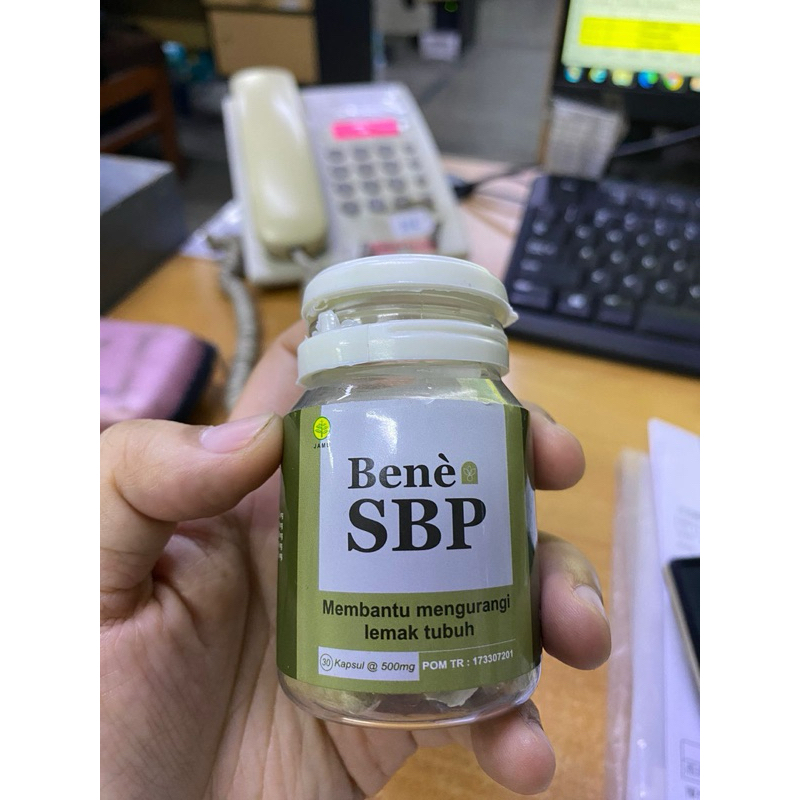 JAMU
Benè
SBP
Membantu mengurangi
lemak tubuh
30 Kapsul @ 500mg
POM TR : 173307201